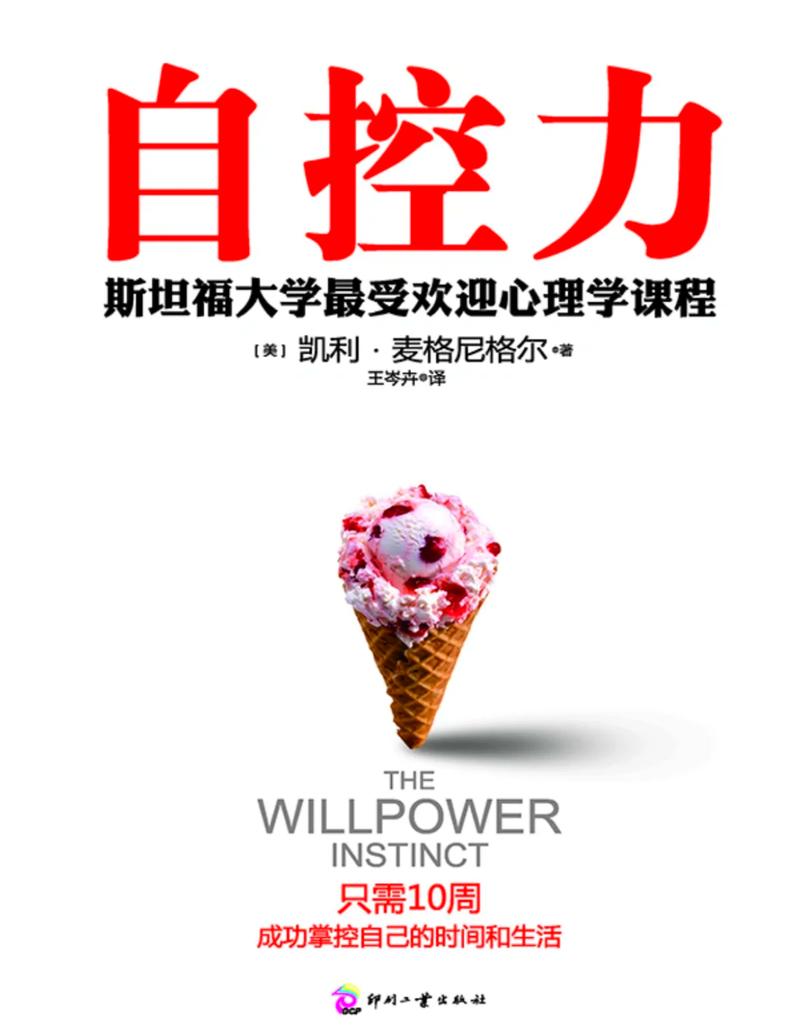 自控力
斯坦福大学最受欢迎心理学课程
[美] 凯利·麦格尼格尔●著
王岑卉●译
THE
WILLPOWER
INSTINCT
只需10周
成功掌控自己的时间和生活
GCP 印刷工业出版社